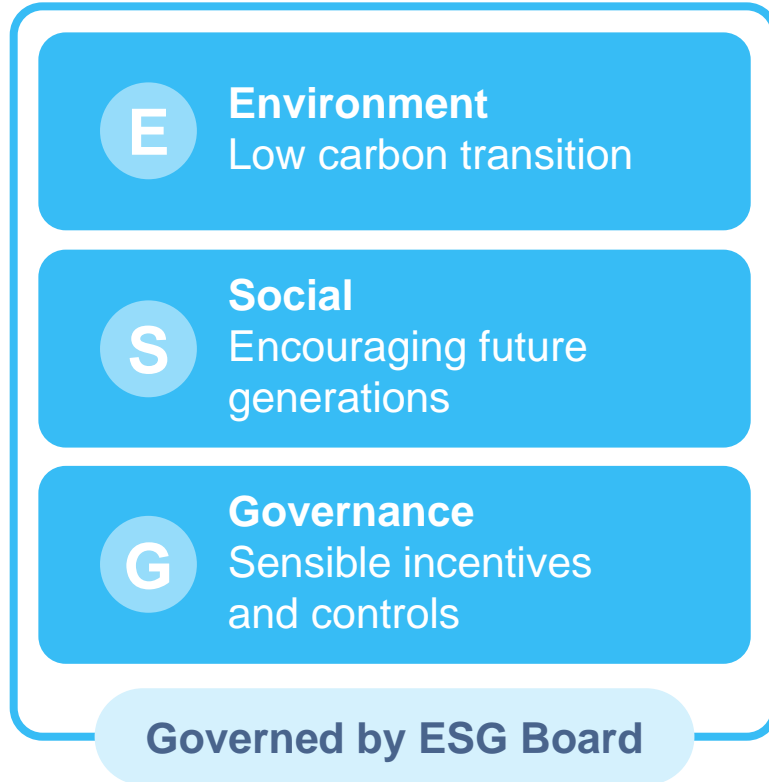 E
Environment
Low carbon transition
S
Social
Encouraging future
generations
G
Governance
Sensible incentives
and controls
Governed by ESG Board